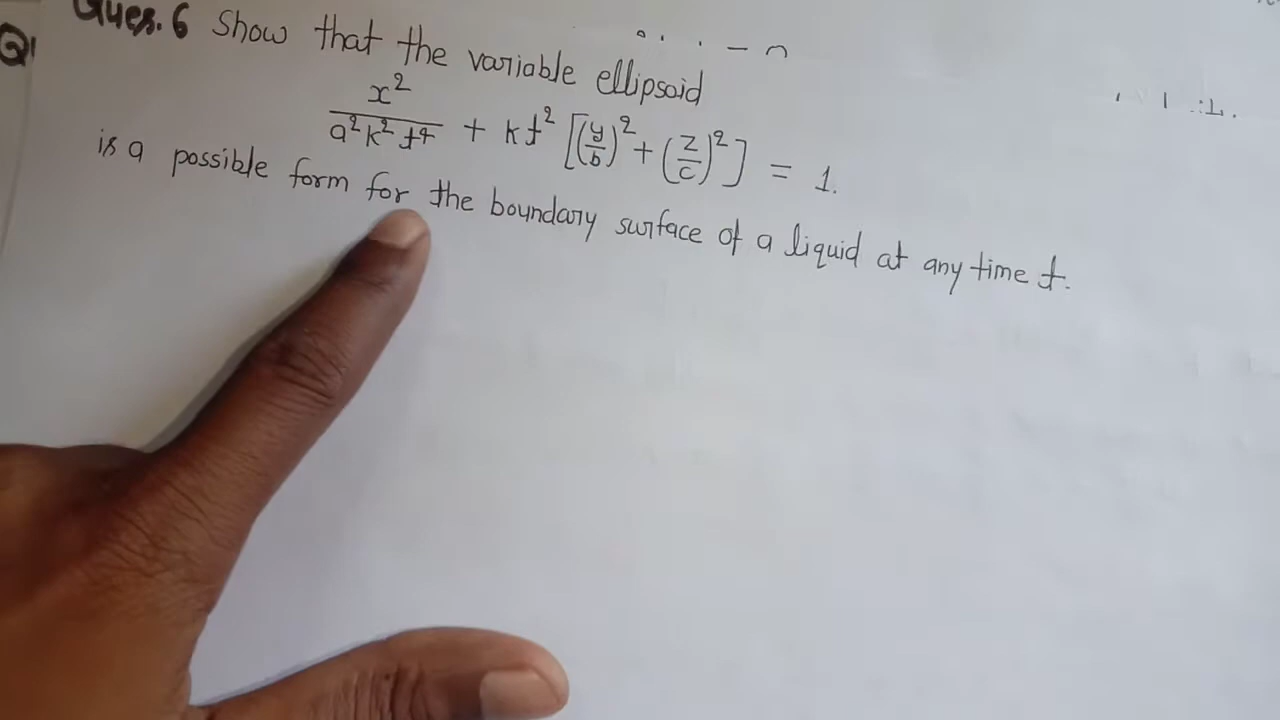 Ques. 6 Show that the variable ellipsoid
x²/(a²k²t⁴) + kt² [(y/b)² + (z/c)²] = 1.
is a possible form for the boundary surface of a liquid at any time t.